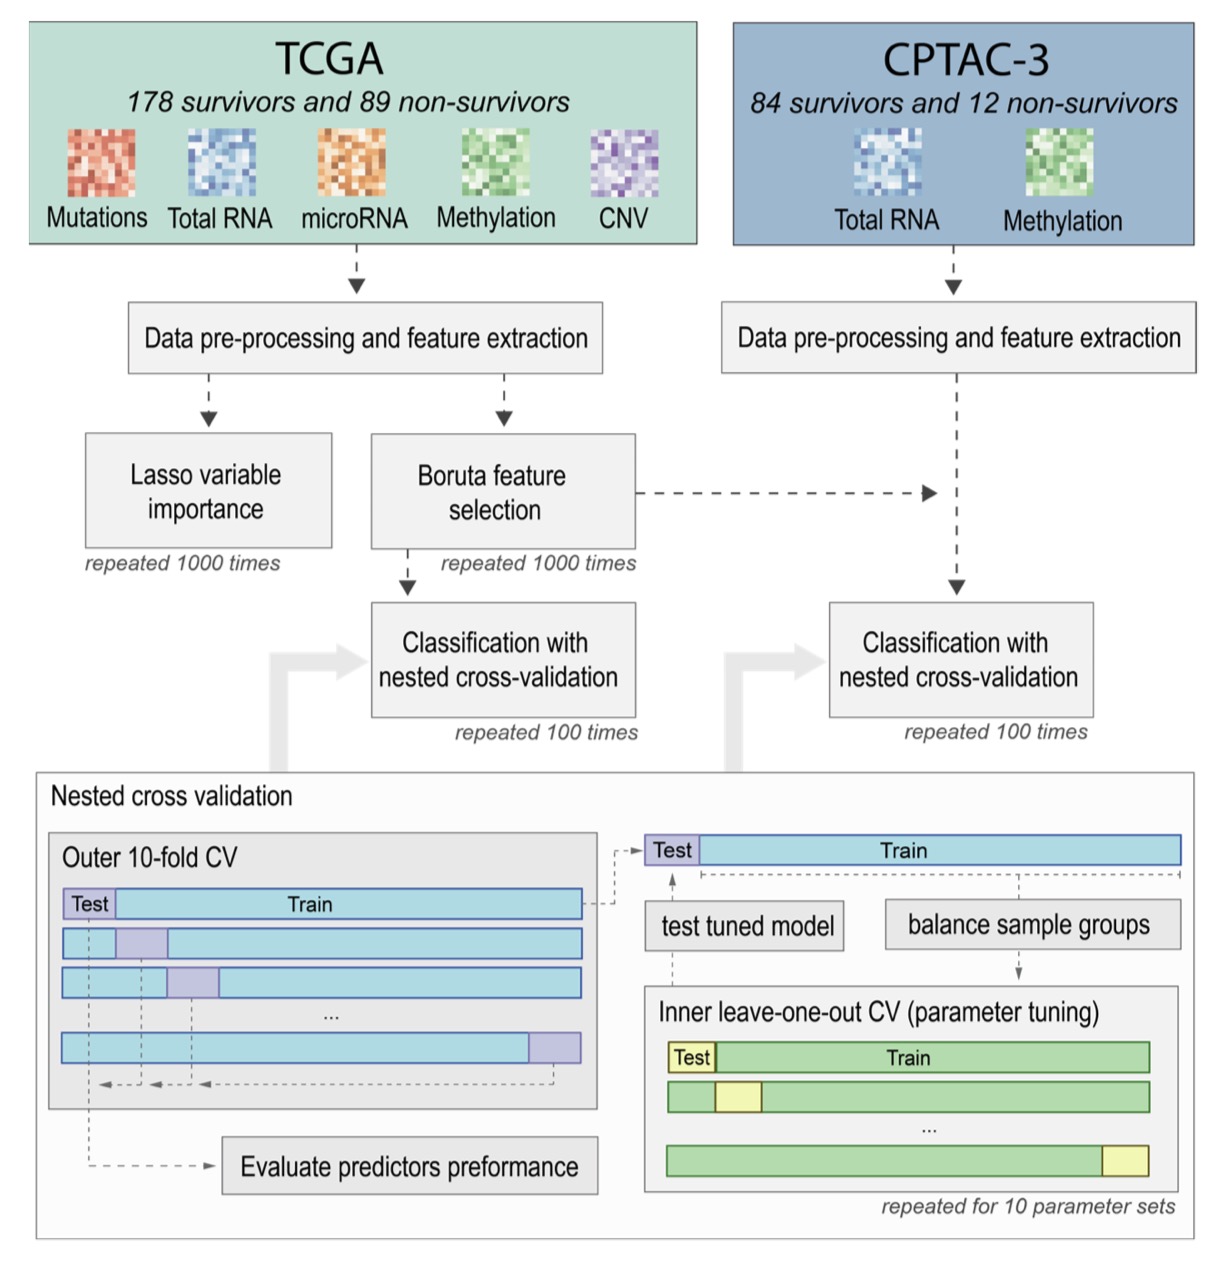 TCGA
178 survivors and 89 non-survivors
Mutations
Total RNA
microRNA
Methylation
CNV
CPTAC-3
84 survivors and 12 non-survivors
Total RNA
Methylation
Data pre-processing and feature extraction
Data pre-processing and feature extraction
Lasso variable
importance
repeated 1000 times
Boruta feature
selection
repeated 1000 times
Classification with
nested cross-validation
repeated 100 times
Classification with
nested cross-validation
repeated 100 times
Nested cross validation
Outer 10-fold CV
Test
Train
...
Evaluate predictors preformance
Test
Train
test tuned model
balance sample groups
Inner leave-one-out CV (parameter tuning)
Test
Train
...
repeated for 10 parameter sets